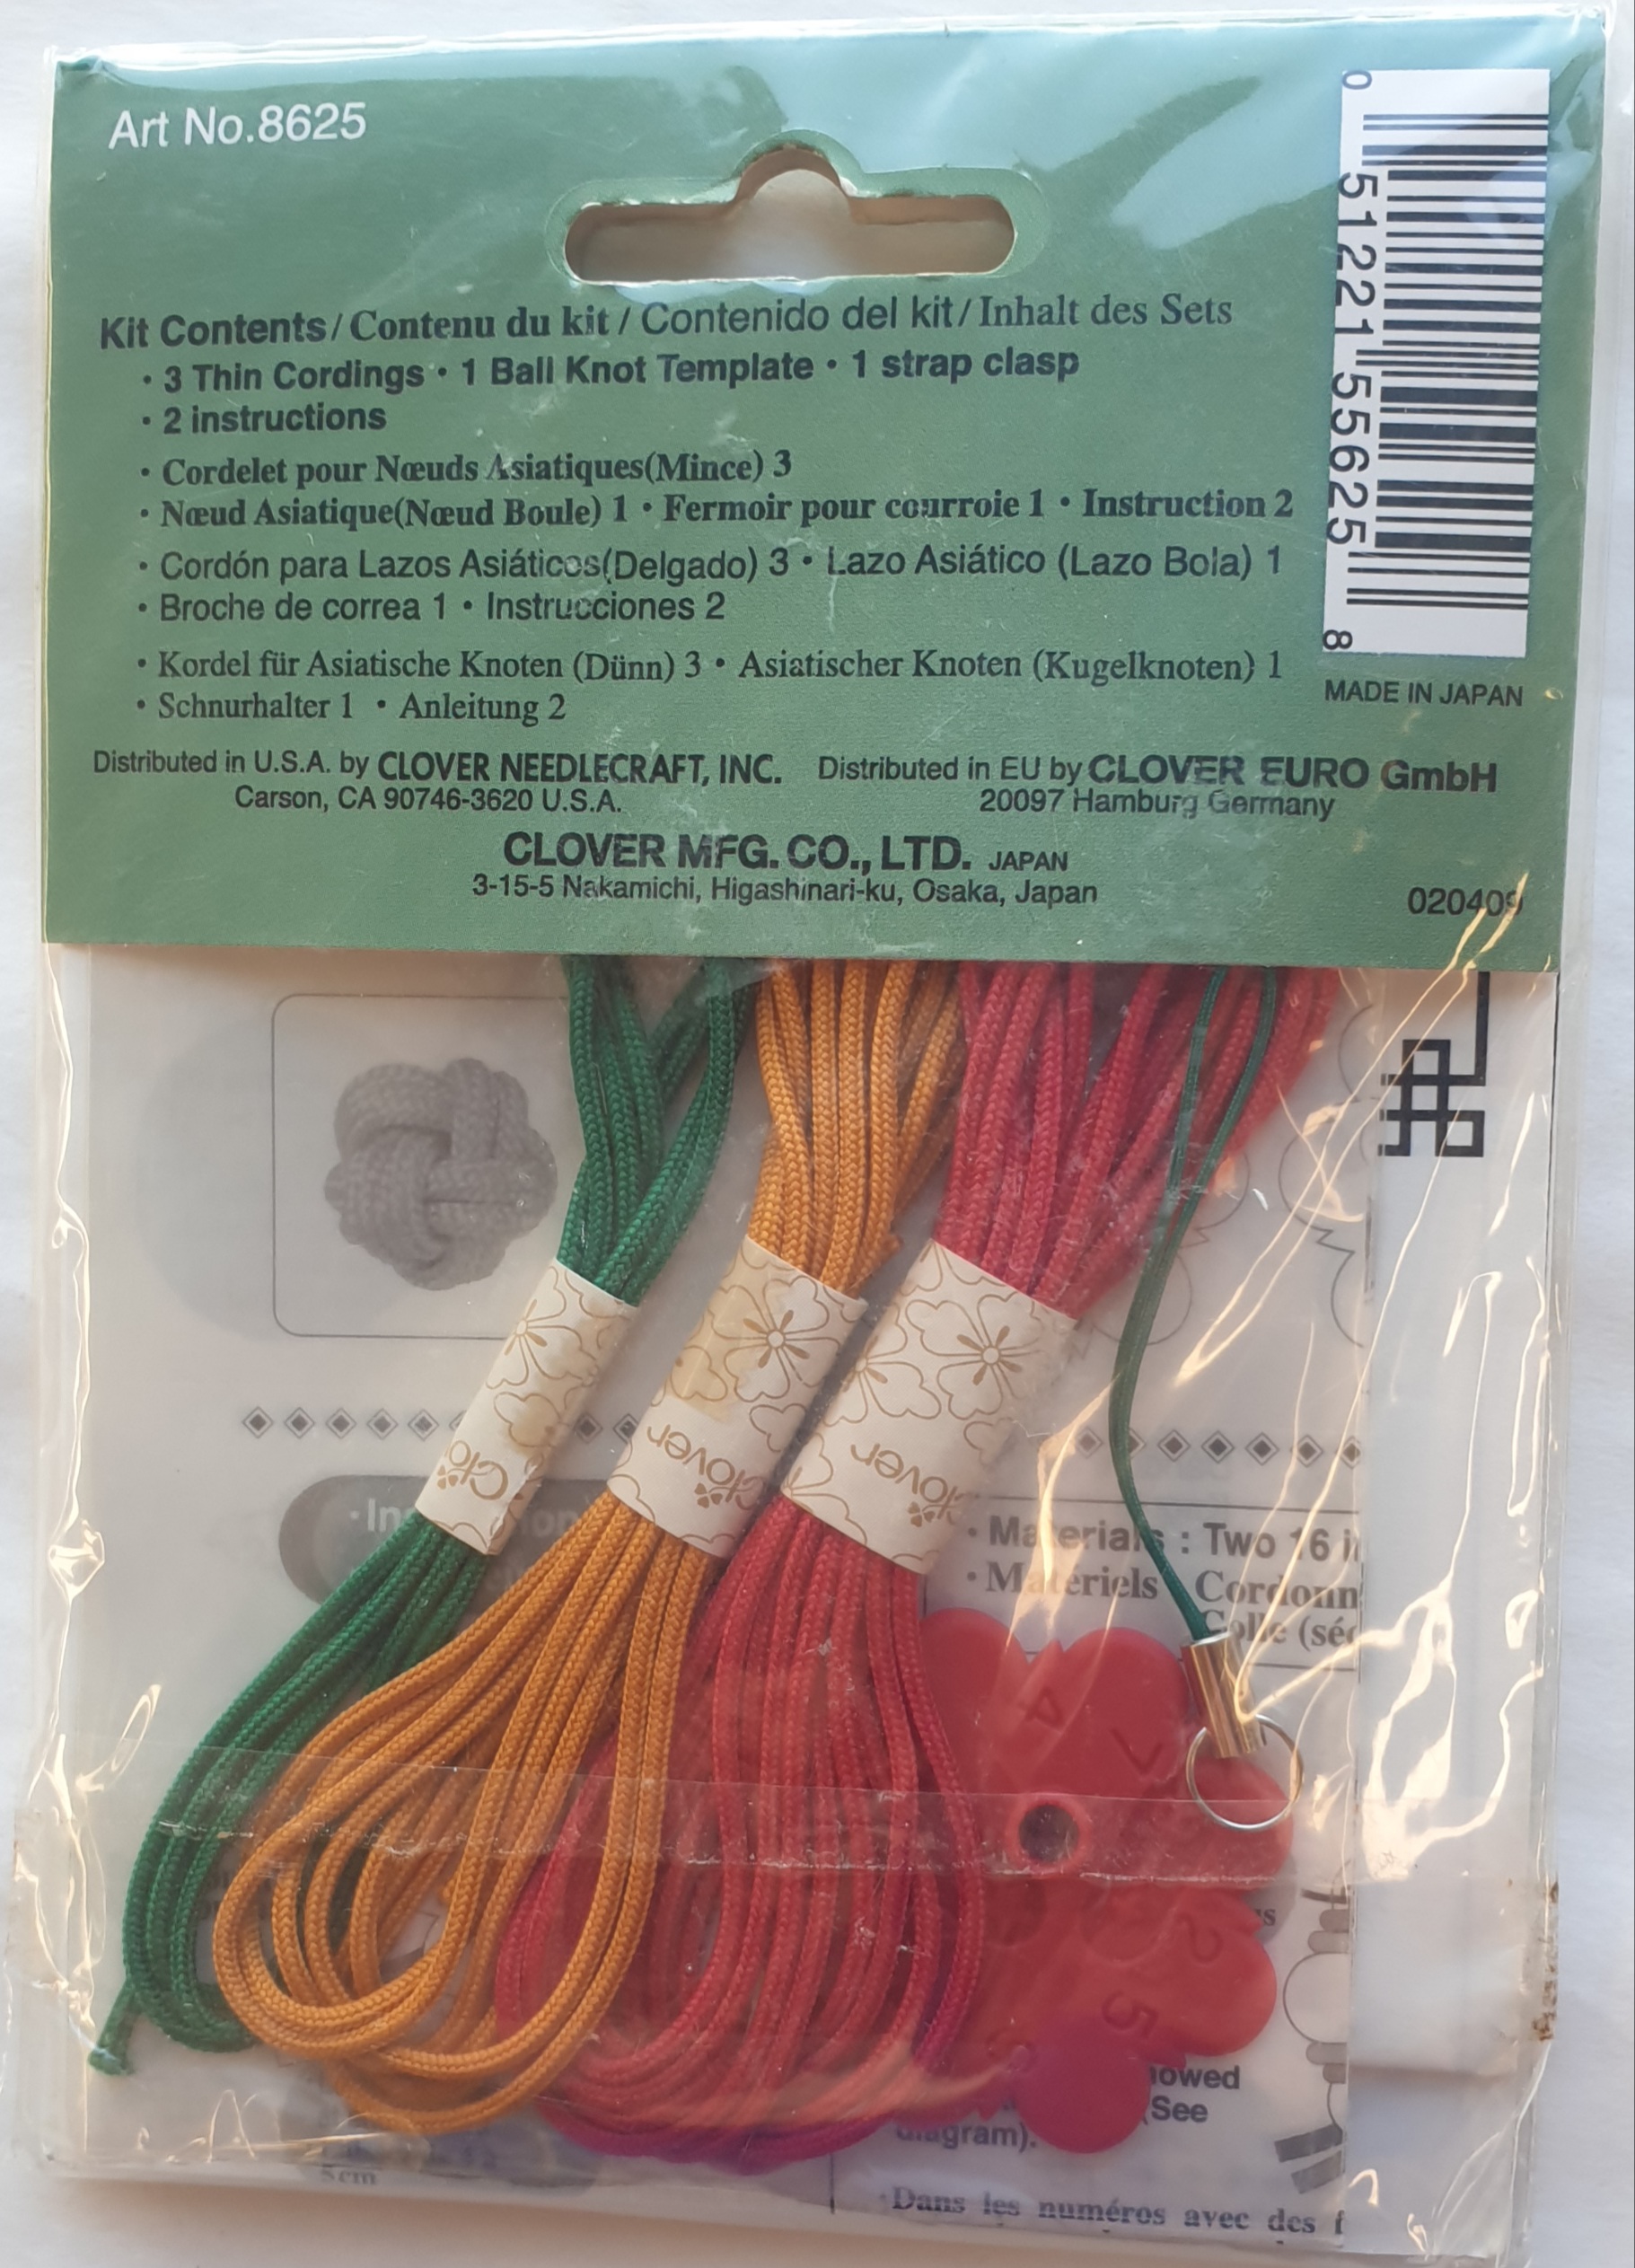 Art No.8625
0 51221 55625 8
Kit Contents/Contenu du kit/Contenido del kit/Inhalt des Sets
• 3 Thin Cordings • 1 Ball Knot Template • 1 strap clasp
• 2 instructions
• Cordelet pour Nœuds Asiatiques(Mince) 3
• Nœud Asiatique(Nœud Boule) 1 • Fermoir pour courroie 1 • Instruction 2
• Cordón para Lazos Asiáticos(Delgado) 3 • Lazo Asiático (Lazo Bola) 1
• Broche de correa 1 • Instrucciones 2
• Kordel für Asiatische Knoten (Dünn) 3 • Asiatischer Knoten (Kugelknoten) 1
• Schnurhalter 1 • Anleitung 2
MADE IN JAPAN
Distributed in U.S.A. by CLOVER NEEDLECRAFT, INC.
Carson, CA 90746-3620 U.S.A.
Distributed in EU by CLOVER EURO GmbH
20097 Hamburg Germany
CLOVER MFG. CO., LTD. JAPAN
3-15-5 Nakamichi, Higashinari-ku, Osaka, Japan
020409
Clo
Clover
Clover
• Materials : Two 16
• Matériels Cordonn
Colle (séc
2
5
(See
diagram).
5cm
Dans les numéros avec des f